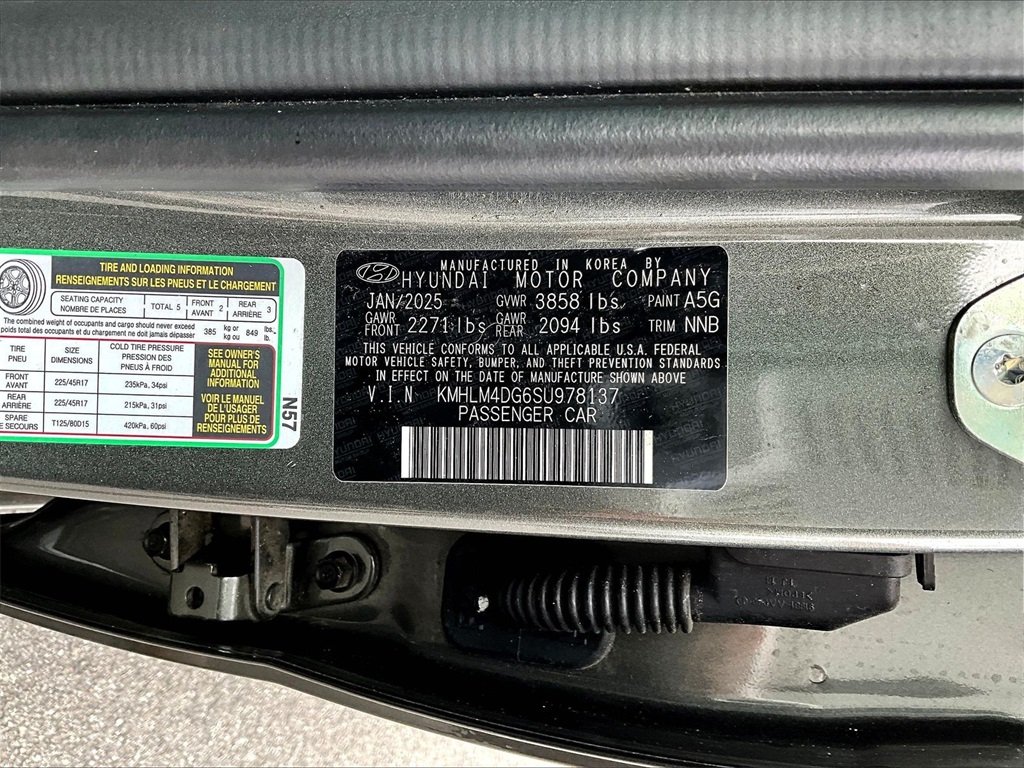 TIRE AND LOADING INFORMATION
RENSEIGNEMENTS SUR LES PNEUS ET LE CHARGEMENT
SEATING CAPACITY
NOMBRE DE PLACES
TOTAL 5
FRONT
AVANT 2
REAR
ARRIÈRE 3
The combined weight of occupants and cargo should never exceed
poids total des occupants et du chargement ne doit jamais dépasser
385 kg or
kg ou
849 lbs.
lb.
TIRE
PNEU
SIZE
DIMENSIONS
COLD TIRE PRESSURE
PRESSION DES
PNEUS À FROID
FRONT
AVANT
225/45R17
235kPa, 34psi
REAR
ARRIÈRE
225/45R17
215kPa, 31psi
SPARE
SECOURS
T125/80D15
420kPa, 60psi
SEE OWNER'S
MANUAL FOR
ADDITIONAL
INFORMATION
VOIR LE MANUEL
DE L'USAGER
POUR PLUS DE
RENSEIGNEMENTS
N57
MANUFACTURED IN KOREA BY
HYUNDAI MOTOR COMPANY
JAN/2025 GVWR 3858 lbs PAINT A5G
GAWR
FRONT 2271 lbs GAWR
REAR 2094 lbs TRIM NNB
THIS VEHICLE CONFORMS TO ALL APPLICABLE U.S.A. FEDERAL
MOTOR VEHICLE SAFETY, BUMPER, AND THEFT PREVENTION STANDARDS
IN EFFECT ON THE DATE OF MANUFACTURE SHOWN ABOVE
V.I.N KMHLM4DG6SU978137
PASSENGER CAR